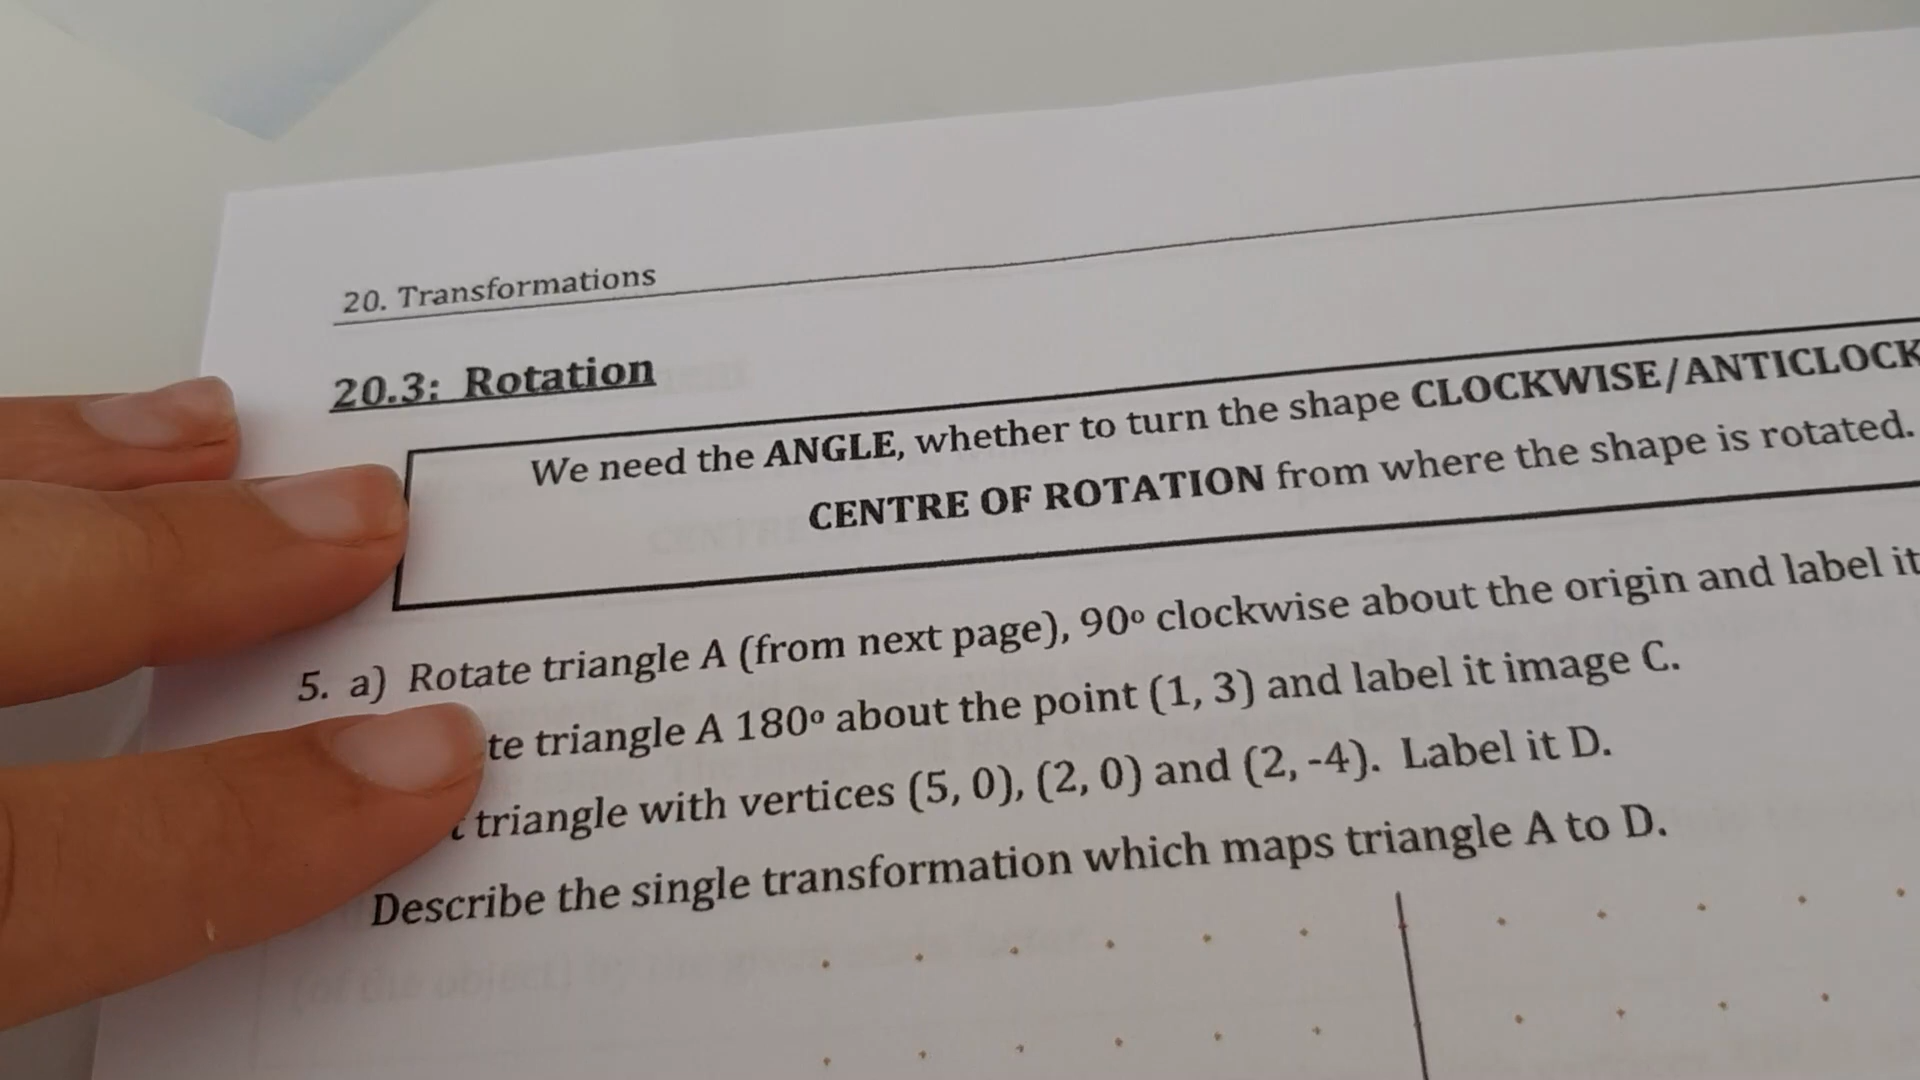 20. Transformations
20.3: Rotation
We need the ANGLE, whether to turn the shape CLOCKWISE/ANTICLOCK
CENTRE OF ROTATION from where the shape is rotated.
5. a) Rotate triangle A (from next page), 90º clockwise about the origin and label it
te triangle A 180º about the point (1, 3) and label it image C.
triangle with vertices (5, 0), (2, 0) and (2, -4). Label it D.
Describe the single transformation which maps triangle A to D.